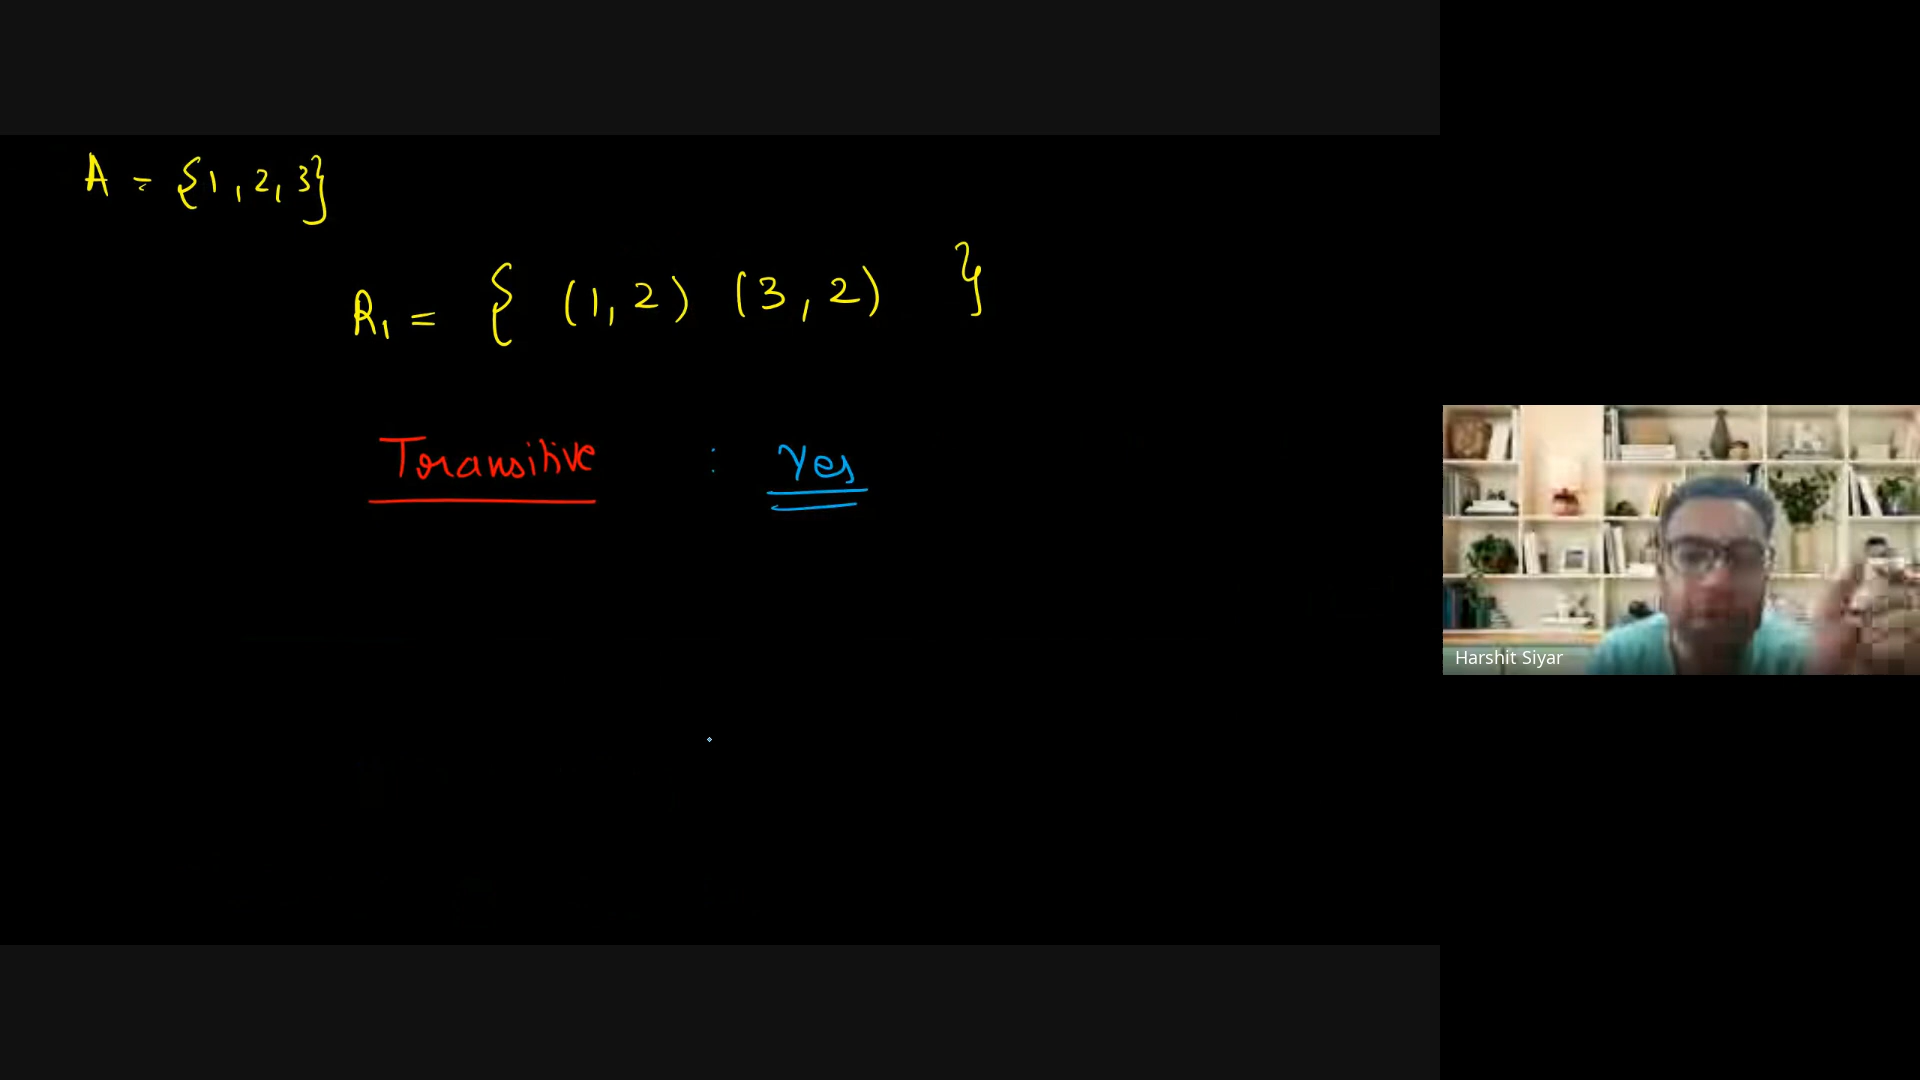 A = {1, 2, 3}
R1 = { (1, 2) (3, 2) }
Transitive : Yes
Harshit Siyar